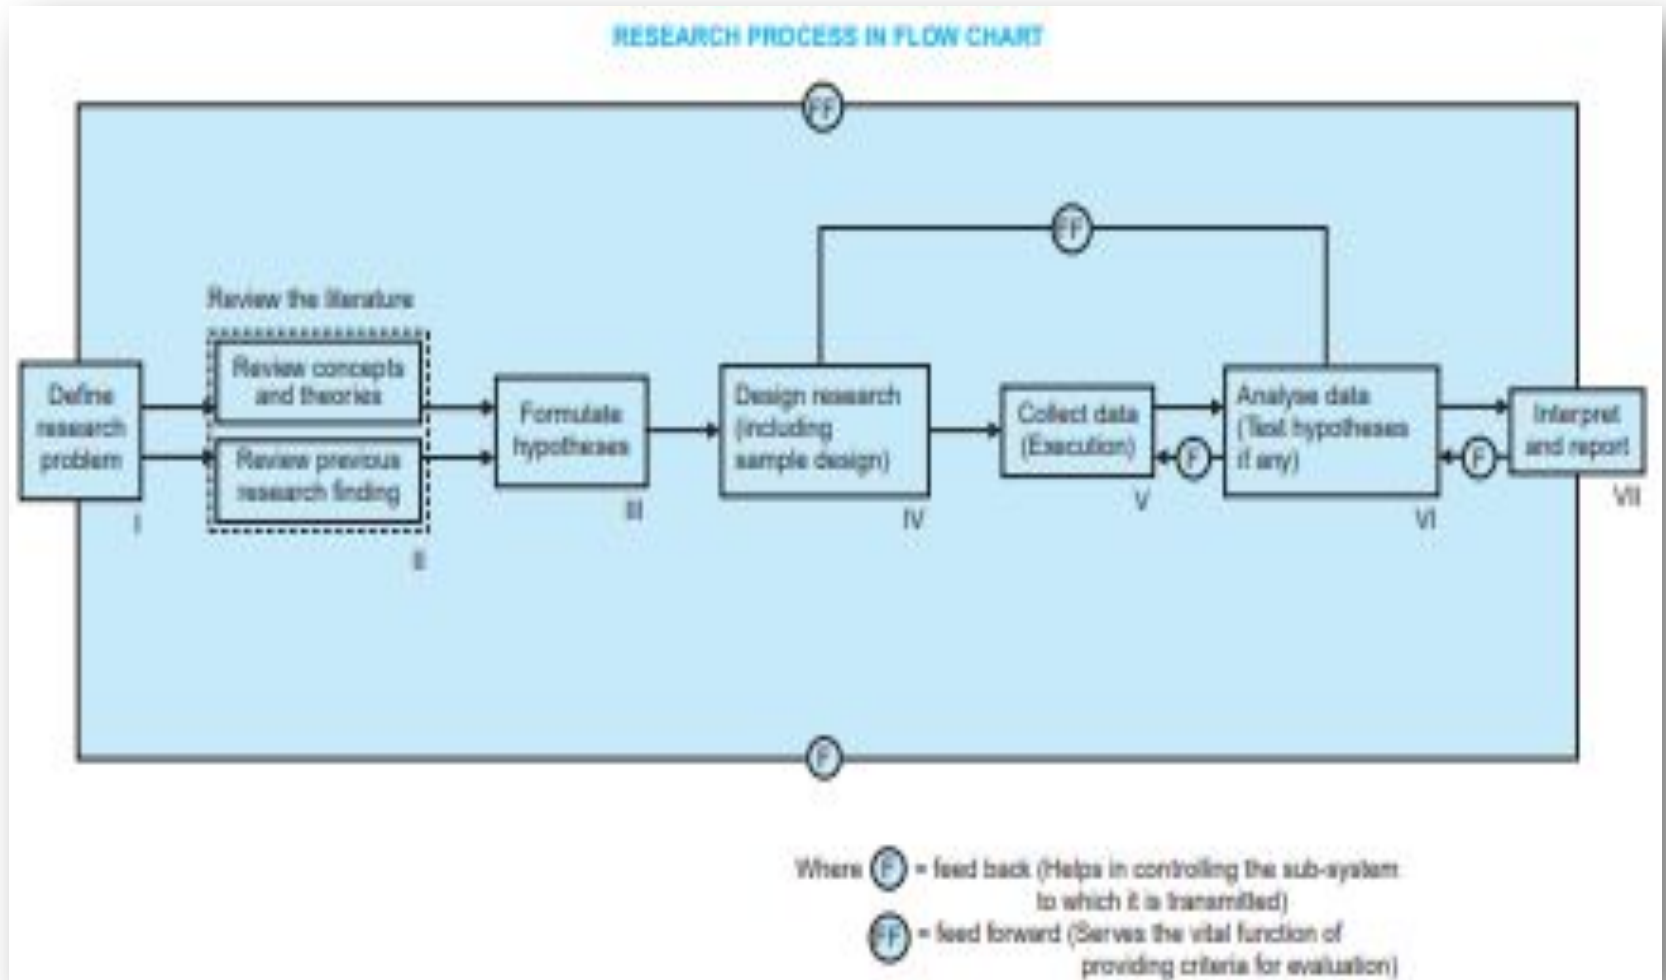 RESEARCH PROCESS IN FLOW CHART
FF
FF
Review the literature
Define
research
problem
I
Review concepts
and theories
Review previous
research finding
II
Formulate
hypotheses
III
Design research
(including
sample design)
IV
Collect data
(Execution)
V
F
Analyse data
(Test hypotheses
if any)
VI
F
Interpret
and report
VII
F
Where F = feed back (Helps in controlling the sub-system
to which it is transmitted)
FF = feed forward (Serves the vital function of
providing criteria for evaluation)